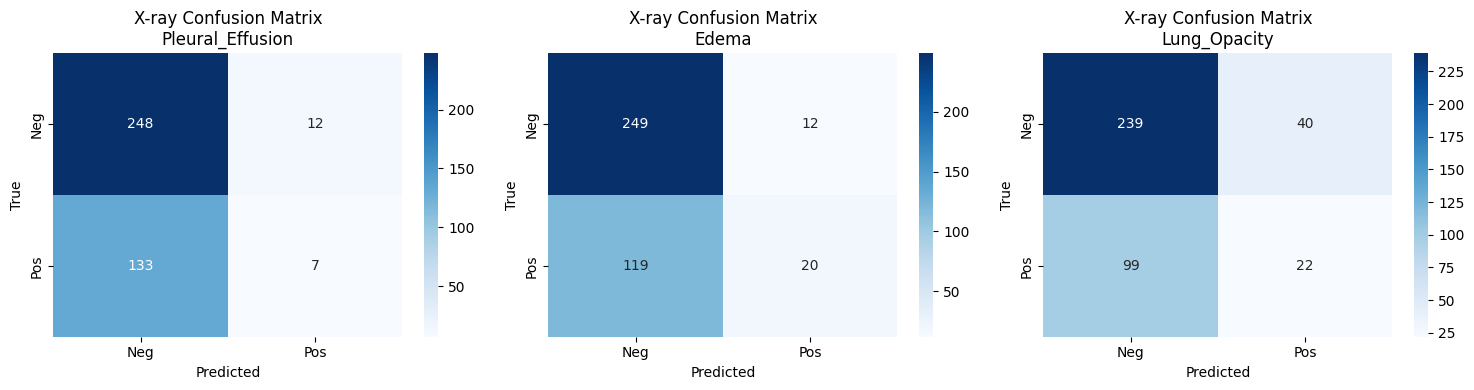 X-ray Confusion Matrix
Pleural_Effusion
True
Neg
Pos
248
12
133
7
Neg
Pos
Predicted
200
150
100
50
X-ray Confusion Matrix
Edema
True
Neg
Pos
249
12
119
20
Neg
Pos
Predicted
200
150
100
50
X-ray Confusion Matrix
Lung_Opacity
True
Neg
Pos
239
40
99
22
Neg
Pos
Predicted
225
200
175
150
125
100
75
50
25